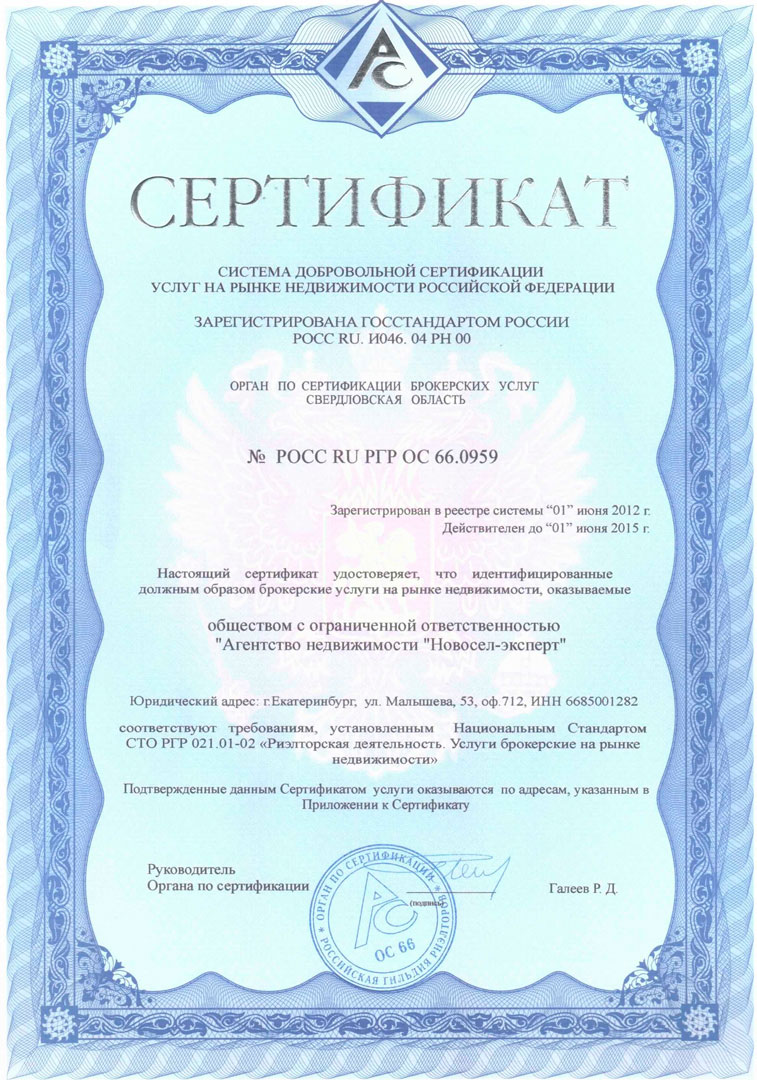 СЕРТИФИКАТ
СИСТЕМА ДОБРОВОЛЬНОЙ СЕРТИФИКАЦИИ
УСЛУГ НА РЫНКЕ НЕДВИЖИМОСТИ РОССИЙСКОЙ ФЕДЕРАЦИИ
ЗАРЕГИСТРИРОВАНА ГОССТАНДАРТОМ РОССИИ
РОСС RU. И046. 04 РН 00
ОРГАН ПО СЕРТИФИКАЦИИ БРОКЕРСКИХ УСЛУГ
СВЕРДЛОВСКАЯ ОБЛАСТЬ
№ РОСС RU РГР ОС 66.0959
Зарегистрирован в реестре системы “01” июня 2012 г.
Действителен до “01” июня 2015 г.
Настоящий сертификат удостоверяет, что идентифицированные
должным образом брокерские услуги на рынке недвижимости, оказываемые
обществом с ограниченной ответственностью
"Агентство недвижимости "Новосел-эксперт"
Юридический адрес: г.Екатеринбург, ул. Малышева, 53, оф.712, ИНН 6685001282
соответствуют требованиям, установленным Национальным Стандартом
СТО РГР 021.01-02 «Риэлторская деятельность. Услуги брокерские на рынке
недвижимости»
Подтвержденные данным Сертификатом услуги оказываются по адресам, указанным в
Приложении к Сертификату
Руководитель
Органа по сертификации
(подпись)
Галеев Р. Д.
ОРГАН ПО СЕРТИФИКАЦИИ
РОССИЙСКАЯ ГИЛЬДИЯ РИЭЛТОРОВ
ОС 66